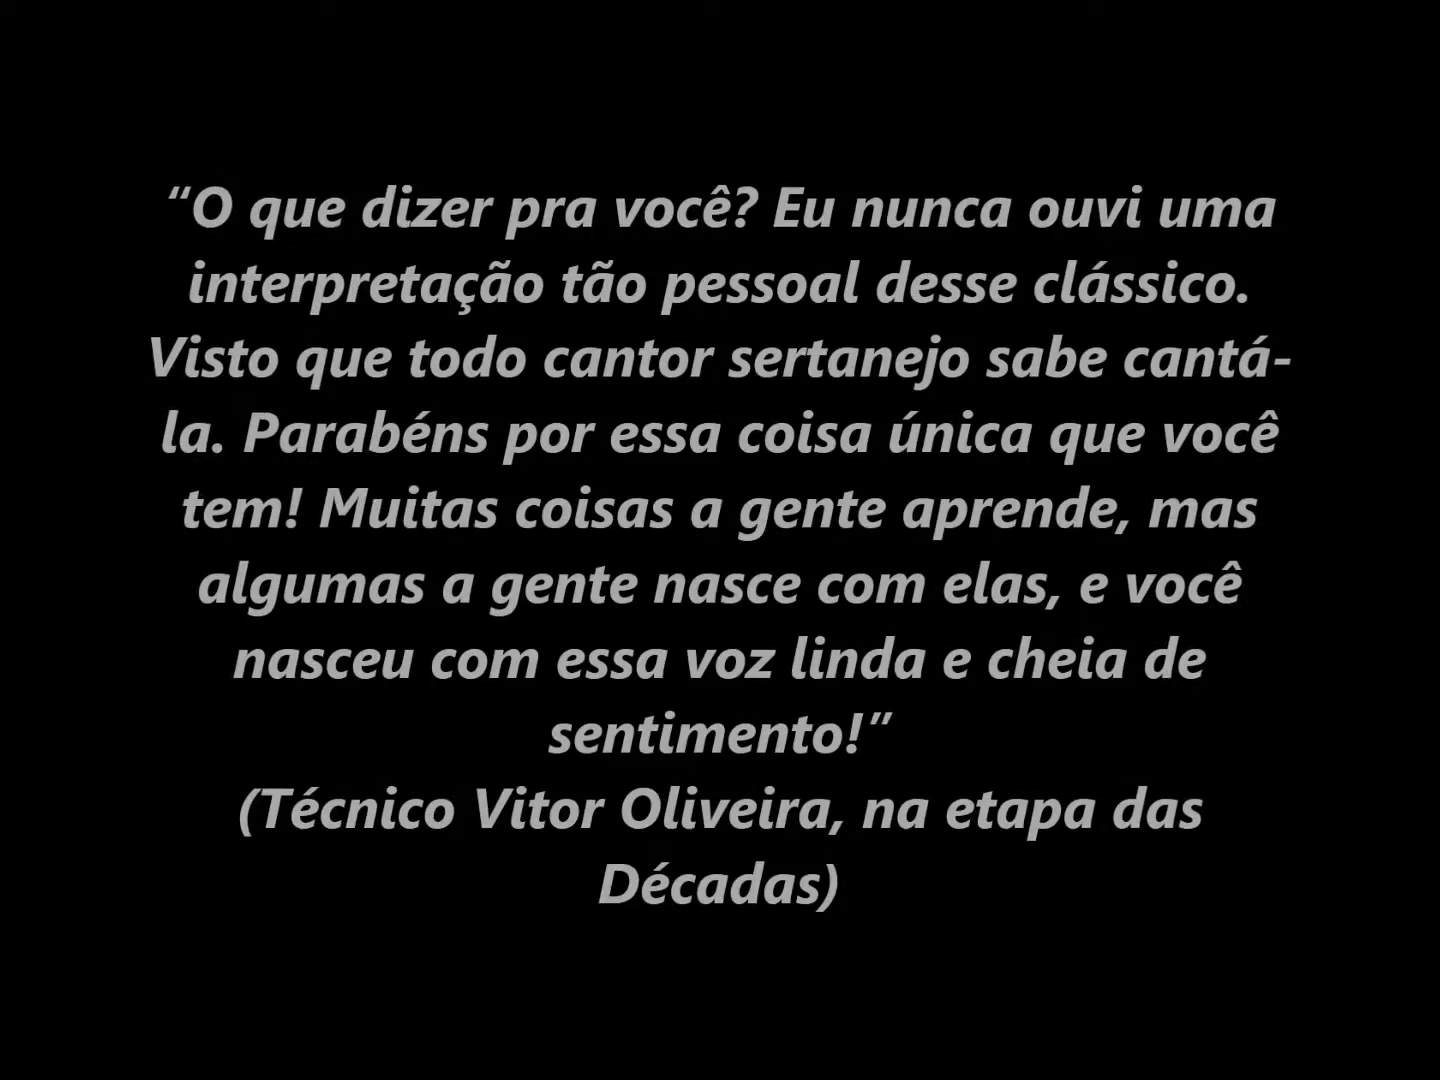 “O que dizer pra você? Eu nunca ouvi uma
interpretação tão pessoal desse clássico.
Visto que todo cantor sertanejo sabe cantá-
la. Parabéns por essa coisa única que você
tem! Muitas coisas a gente aprende, mas
algumas a gente nasce com elas, e você
nasceu com essa voz linda e cheia de
sentimento!”
(Técnico Vitor Oliveira, na etapa das
Décadas)